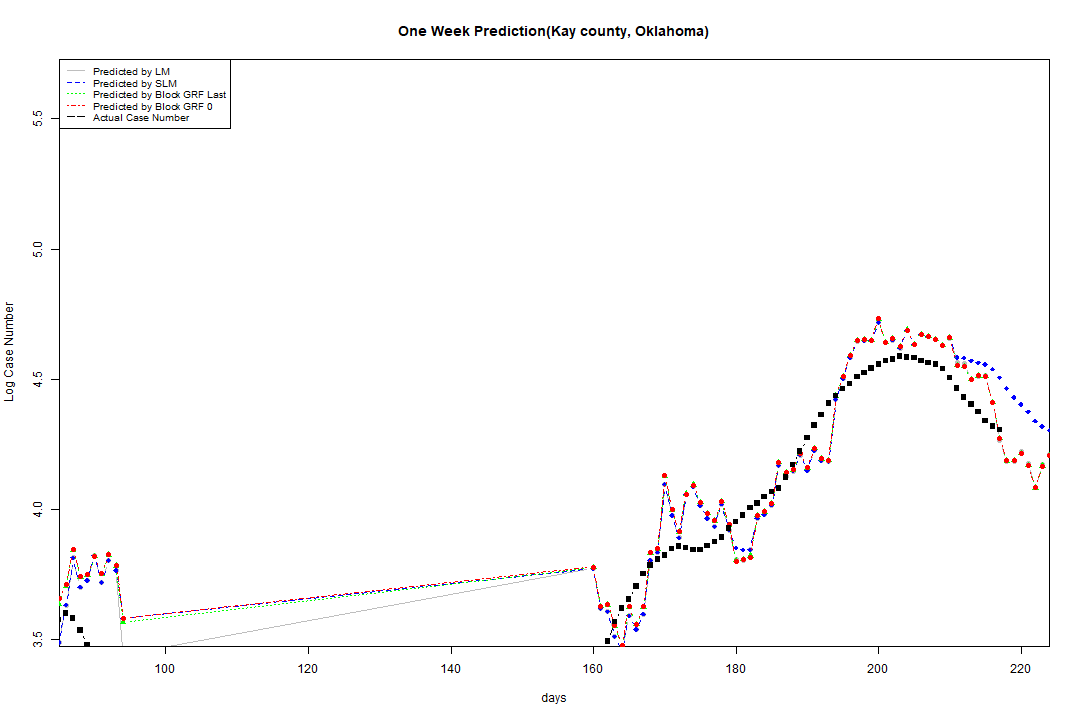 One Week Prediction(Kay county, Oklahoma)
Predicted by LM
Predicted by SLM
Predicted by Block GRF Last
Predicted by Block GRF 0
Actual Case Number
5.5
5.0
4.5
4.0
3.5
Log Case Number
100 120 140 160 180 200 220
days